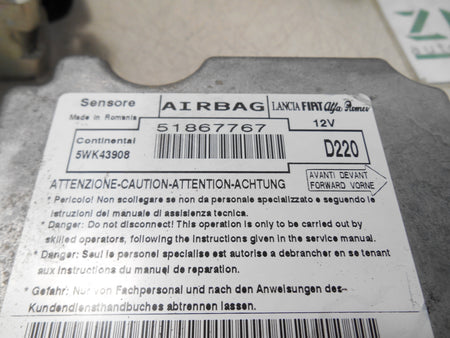 Sensore AIRBAG LANCIA FIAT Alfa Romeo
Made in Romania 51867767 12V
Continental
5WK43908 D220
AVANTI DEVANT
FORWARD VORNE
ATTENZIONE-CAUTION-ATTENTION-ACHTUNG
* Pericolo! Non scollegare se non da personale specializzato e seguendo le
istruzioni del manuale di assistenza tecnica.
* Danger: Do not disconnect! This operation is only to be carried out by
skilled operators, following the instructions given in the service manual.
* Danger: Seul le personel specialise est autorise a debrancher en se tenant
aux instructions du manuel de reparation.
* Gefahr: Nur von Fachpersonal und nach den Anweisungen des-
Kundendiensthandbuches abtrennen lassen.